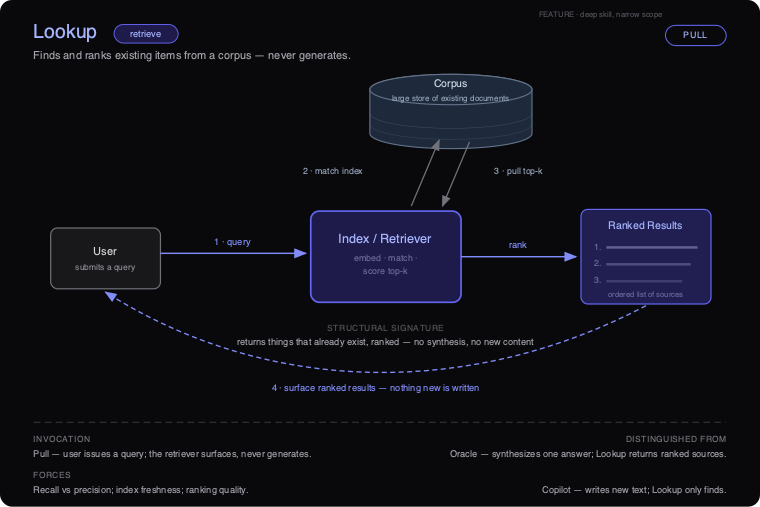 FEATURE · deep skill, narrow scope
Lookup
retrieve
PULL
Finds and ranks existing items from a corpus — never generates.
Corpus
large store of existing documents
2 · match index
3 · pull top-k
User
submits a query
1 · query
Index / Retriever
embed · match ·
score top-k
rank
Ranked Results
1.
2.
3.
ordered list of sources
STRUCTURAL SIGNATURE
returns things that already exist, ranked — no synthesis, no new content
4 · surface ranked results — nothing new is written
INVOCATION
Pull — user issues a query; the retriever surfaces, never generates.
FORCES
Recall vs precision; index freshness; ranking quality.
DISTINGUISHED FROM
Oracle — synthesizes one answer; Lookup returns ranked sources.
Copilot — writes new text; Lookup only finds.